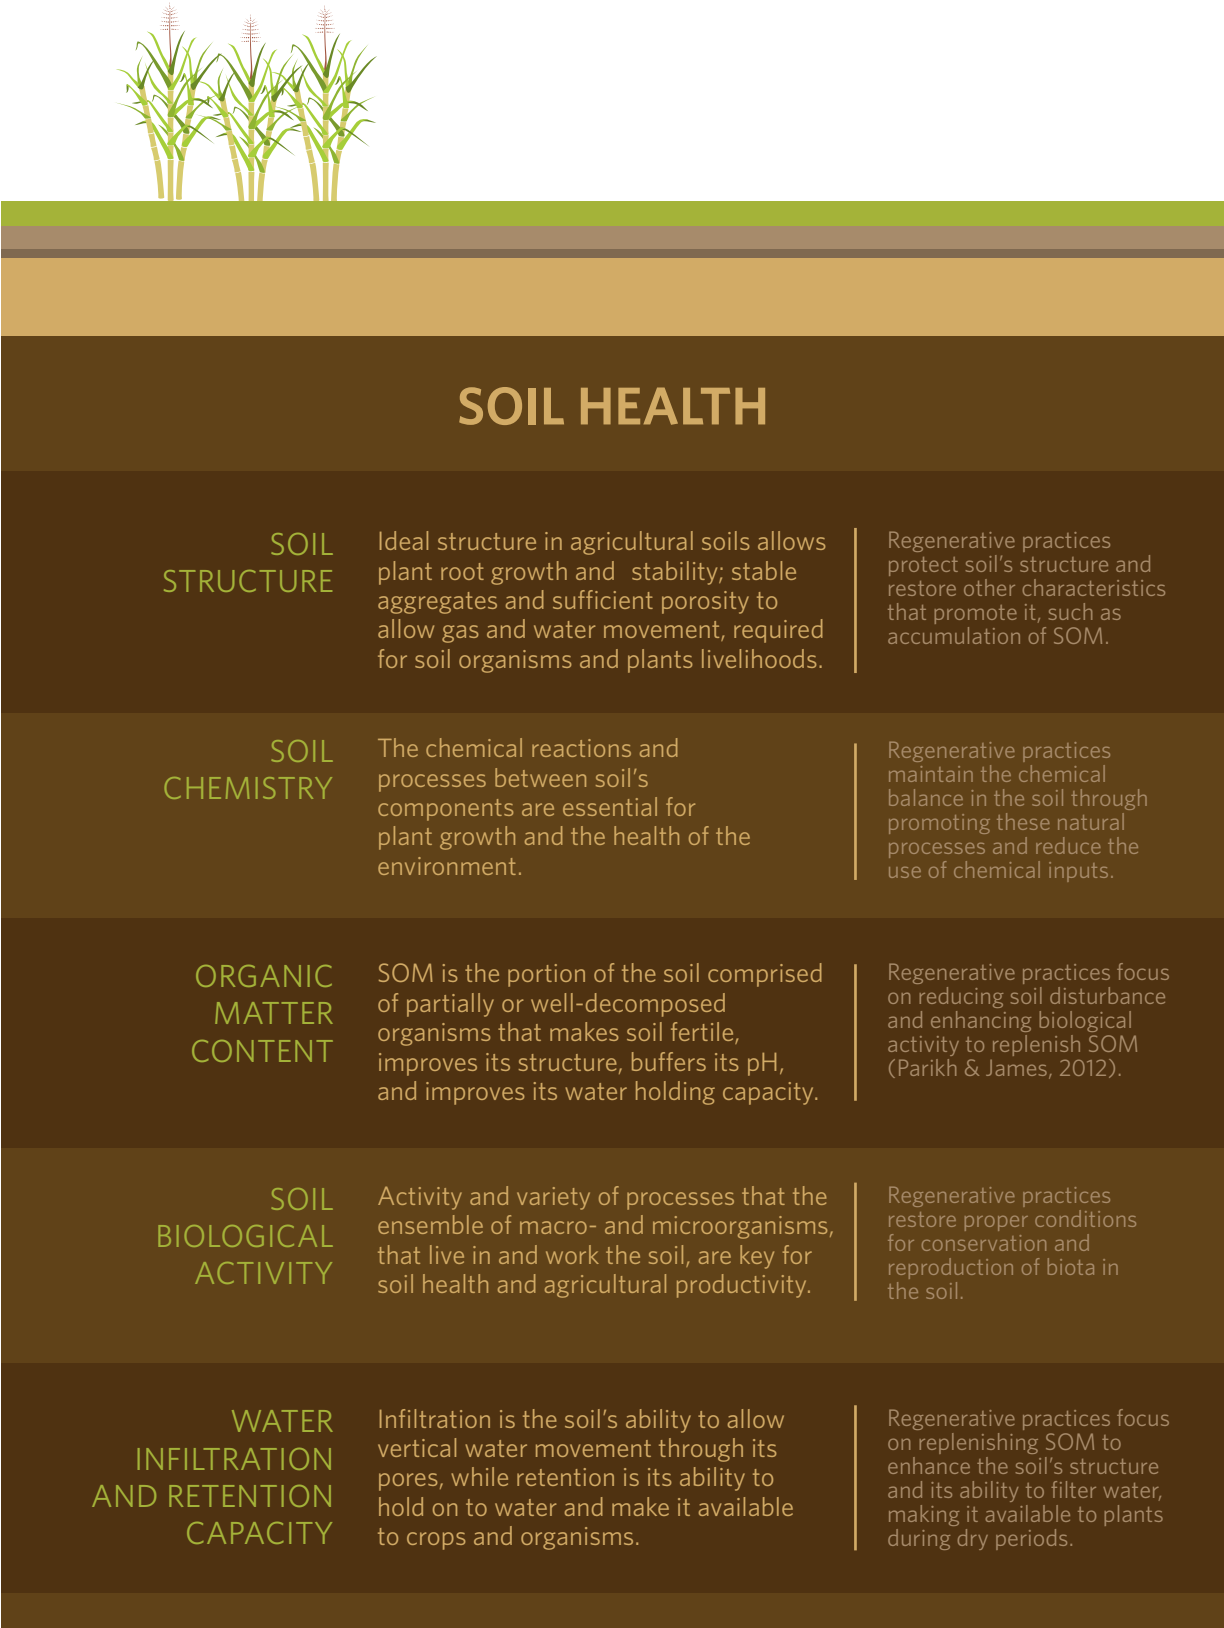 SOIL HEALTH
SOIL
STRUCTURE
Ideal structure in agricultural soils allows
plant root growth and stability; stable
aggregates and sufficient porosity to
allow gas and water movement, required
for soil organisms and plants livelihoods.
Regenerative practices
protect soil’s structure and
restore other characteristics
that promote it, such as
accumulation of SOM.
SOIL
CHEMISTRY
The chemical reactions and
processes between soil’s
components are essential for
plant growth and the health of the
environment.
Regenerative practices
maintain the chemical
balance in the soil through
promoting these natural
processes and reduce the
use of chemical inputs.
ORGANIC
MATTER
CONTENT
SOM is the portion of the soil comprised
of partially or well-decomposed
organisms that makes soil fertile,
improves its structure, buffers its pH,
and improves its water holding capacity.
Regenerative practices focus
on reducing soil disturbance
and enhancing biological
activity to replenish SOM
(Parikh & James, 2012).
SOIL
BIOLOGICAL
ACTIVITY
Activity and variety of processes that the
ensemble of macro- and microorganisms,
that live in and work the soil, are key for
soil health and agricultural productivity.
Regenerative practices
restore proper conditions
for conservation and
reproduction of biota in
the soil.
WATER
INFILTRATION
AND RETENTION
CAPACITY
Infiltration is the soil’s ability to allow
vertical water movement through its
pores, while retention is its ability to
hold on to water and make it available
to crops and organisms.
Regenerative practices focus
on replenishing SOM to
enhance the soil’s structure
and its ability to filter water,
making it available to plants
during dry periods.